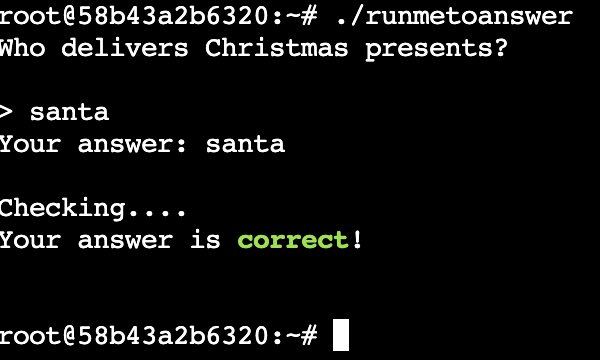 root@58b43a2b6320:~# ./runmetoanswer
Who delivers Christmas presents?
> santa
Your answer: santa
Checking....
Your answer is correct!
root@58b43a2b6320:~#